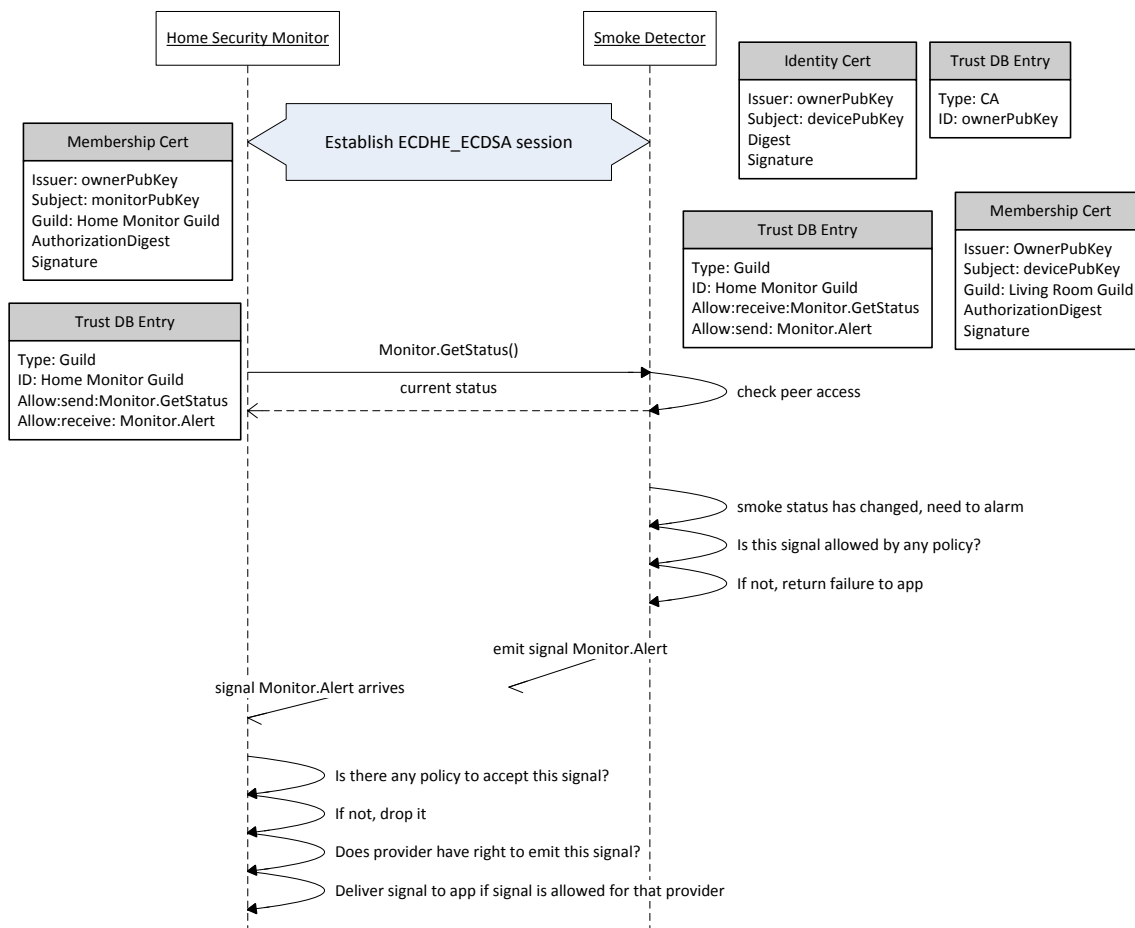 Home Security Monitor
Smoke Detector
Identity Cert
Issuer: ownerPubKey
Subject: devicePubKey
Digest
Signature
Trust DB Entry
Type: CA
ID: ownerPubKey
Establish ECDHE_ECDSA session
Membership Cert
Issuer: ownerPubKey
Subject: monitorPubKey
Guild: Home Monitor Guild
AuthorizationDigest
Signature
Trust DB Entry
Type: Guild
ID: Home Monitor Guild
Allow:receive:Monitor.GetStatus
Allow:send: Monitor.Alert
Membership Cert
Issuer: OwnerPubKey
Subject: devicePubKey
Guild: Living Room Guild
AuthorizationDigest
Signature
Trust DB Entry
Type: Guild
ID: Home Monitor Guild
Allow:send:Monitor.GetStatus
Allow:receive: Monitor.Alert
Monitor.GetStatus()
current status
check peer access
smoke status has changed, need to alarm
Is this signal allowed by any policy?
If not, return failure to app
emit signal Monitor.Alert
signal Monitor.Alert arrives
Is there any policy to accept this signal?
If not, drop it
Does provider have right to emit this signal?
Deliver signal to app if signal is allowed for that provider